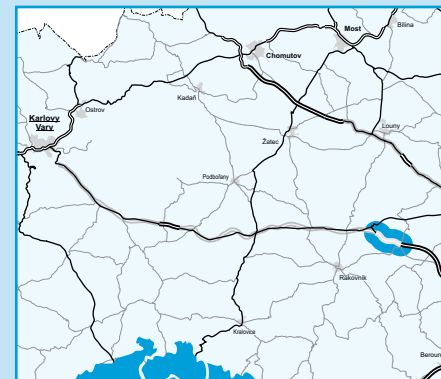 Bílina
Most
Chomutov
Kadaň
Ostrov
Karlovy
Vary
Louny
Žatec
Podbořany
Rakovník
Kralovice
Beroun